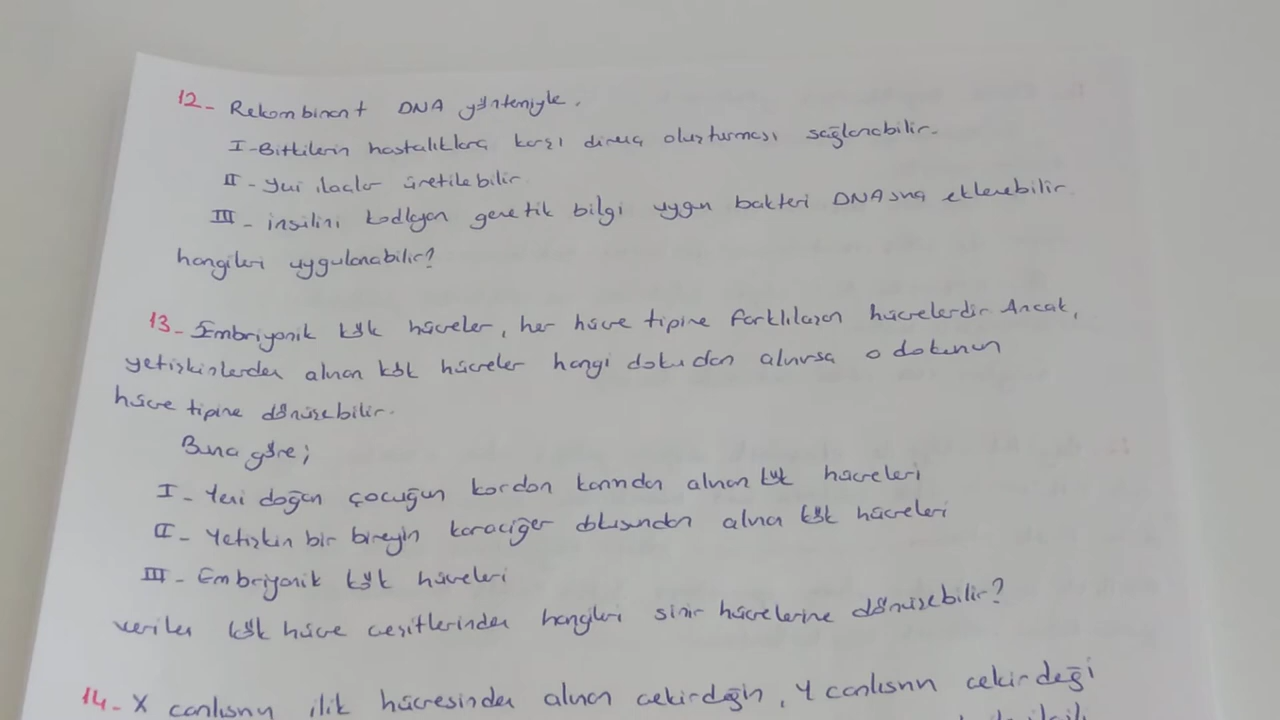 12- Rekombinant DNA yöntemiyle,
I-Bitkilerin hastalıklara karşı direnç oluşturması sağlanabilir.
II- Yeni ilaçlar üretilebilir
III- insülini kodlayan genetik bilgi uygun bakteri DNA sına eklenebilir
hangileri uygulanabilir?
13- Embriyonik kök hücreler, her hücre tipine farklılaşan hücrelerdir Ancak,
yetişkinlerden alınan kök hücreler hangi dokudan alınırsa o dokunun
hücre tipine dönüşebilir.
Buna göre;
I- Yeni doğan çocuğun kordon kanından alınan kök hücreleri
II- Yetişkin bir bireyin karaciğer dokusundan alınan kök hücreleri
III- Embriyonik kök hücreleri
verilen kök hücre çeşitlerinden hangileri sinir hücrelerine dönüşebilir?
14- X canlısının ilik hücresinden alınan çekirdeğin, Y canlısının çekirdeği